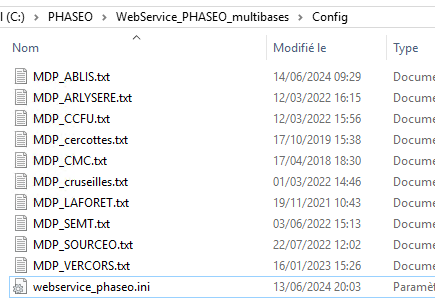 l (C:) > PHASEO > WebService_PHASEO_multibases > Config
Nom Modifié le Type
MDP_ABLIS.txt 14/06/2024 09:29 Docume
MDP_ARLYSERE.txt 12/03/2022 16:15 Docume
MDP_CCFU.txt 12/03/2022 15:56 Docume
MDP_cercottes.txt 17/10/2019 15:38 Docume
MDP_CMC.txt 17/04/2018 18:30 Docume
MDP_cruseilles.txt 01/03/2022 14:46 Docume
MDP_LAFORET.txt 19/11/2021 10:43 Docume
MDP_SEMT.txt 03/06/2022 15:13 Docume
MDP_SOURCEO.txt 22/07/2022 12:02 Docume
MDP_VERCORS.txt 16/01/2023 15:26 Docume
webservice_phaseo.ini 13/06/2024 20:03 Paramèt